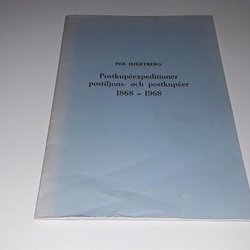 PER HJERTBERG
Postkupéexpeditioner
postiljons- och postkupéer
1868 – 1968